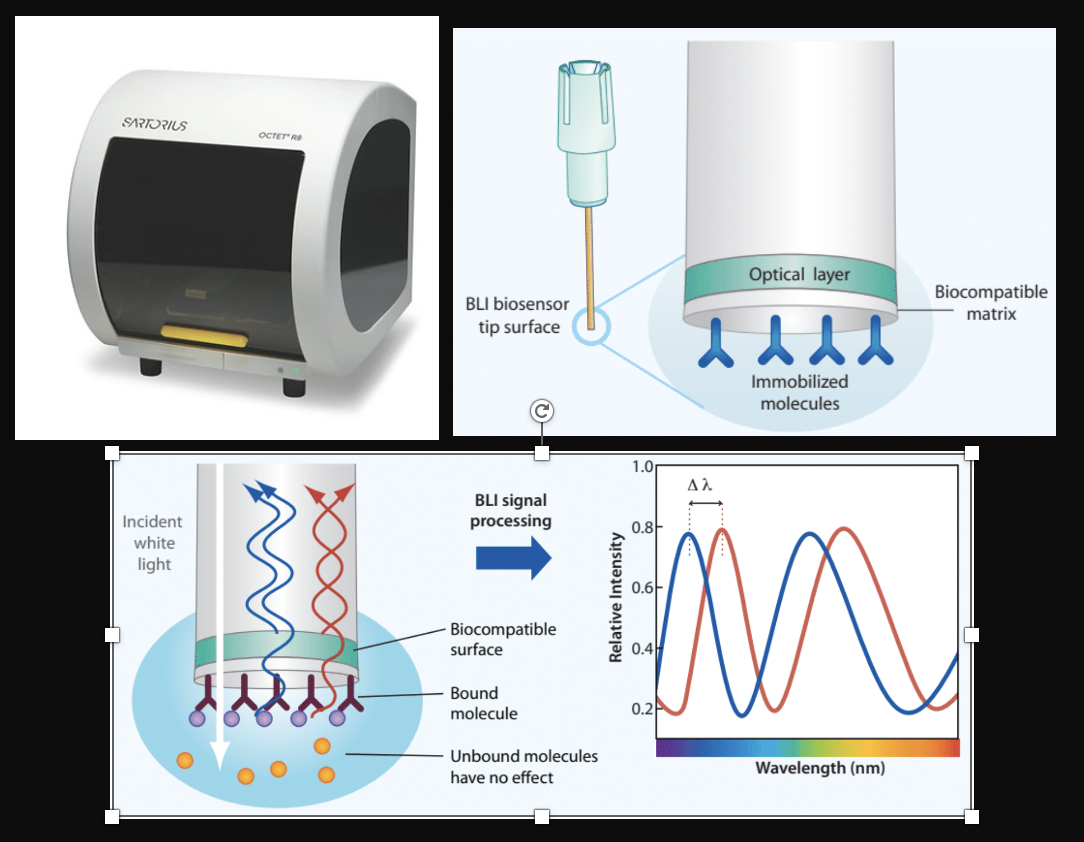 SARTORIUS
OCTET® R8
Optical layer
BLI biosensor
tip surface
Biocompatible
matrix
Immobilized
molecules
Incident
white
light
BLI signal
processing
Biocompatible
surface
Bound
molecule
Unbound molecules
have no effect
Δ λ
1.0
0.8
0.6
0.4
0.2
Relative Intensity
Wavelength (nm)